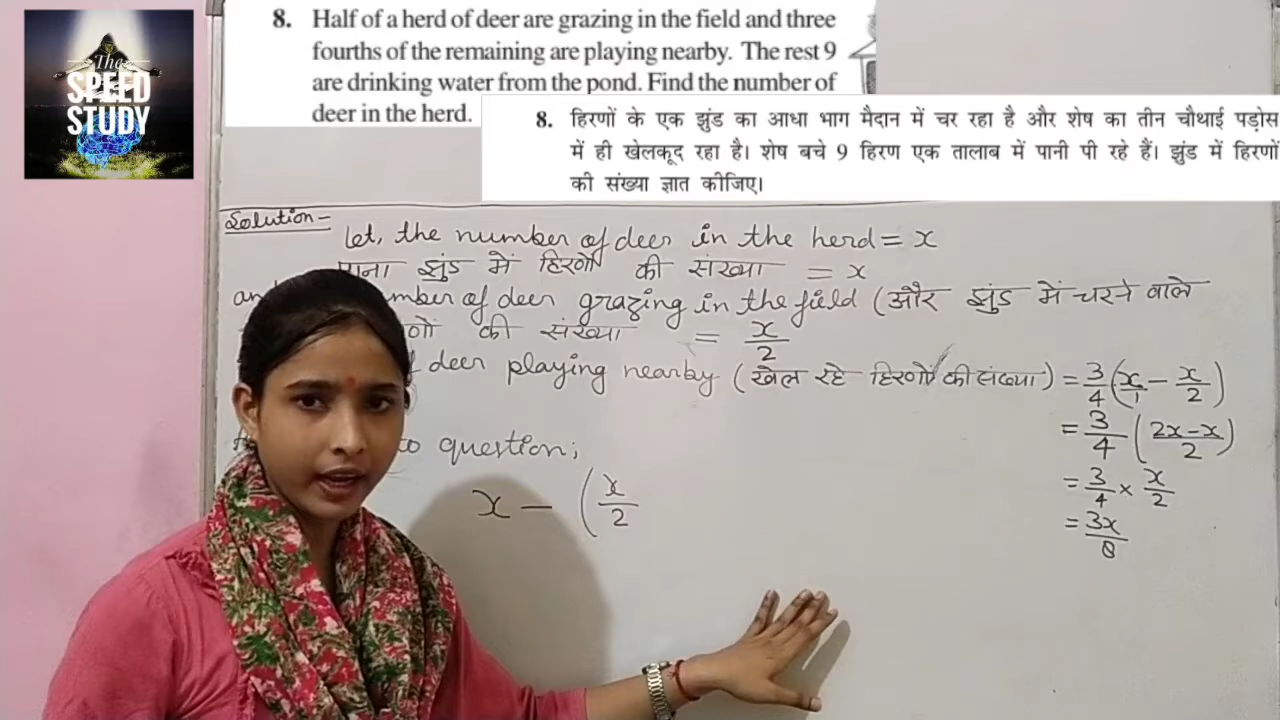 The
SPEED
STUDY
8. Half of a herd of deer are grazing in the field and three
fourths of the remaining are playing nearby. The rest 9
are drinking water from the pond. Find the number of
deer in the herd.
8. हिरणों के एक झुंड का आधा भाग मैदान में चर रहा है और शेष का तीन चौथाई पड़ोस
में ही खेलकूद रहा है। शेष बचे 9 हिरण एक तालाब में पानी पी रहे हैं। झुंड में हिरणों
की संख्या ज्ञात कीजिए।
Solution -
Let, the number of deer in the herd = x
माना झुंड में हिरणों की संख्या = x
number of deer grazing in the field (और झुंड में चरने वाले
की संख्या = x/2
deer playing nearby (खेल रहे हिरणों की संख्या) = 3/4 (x/1 - x/2)
= 3/4 (2x-x/2)
to question;
= 3/4 × x/2
x - (x/2
= 3x/8